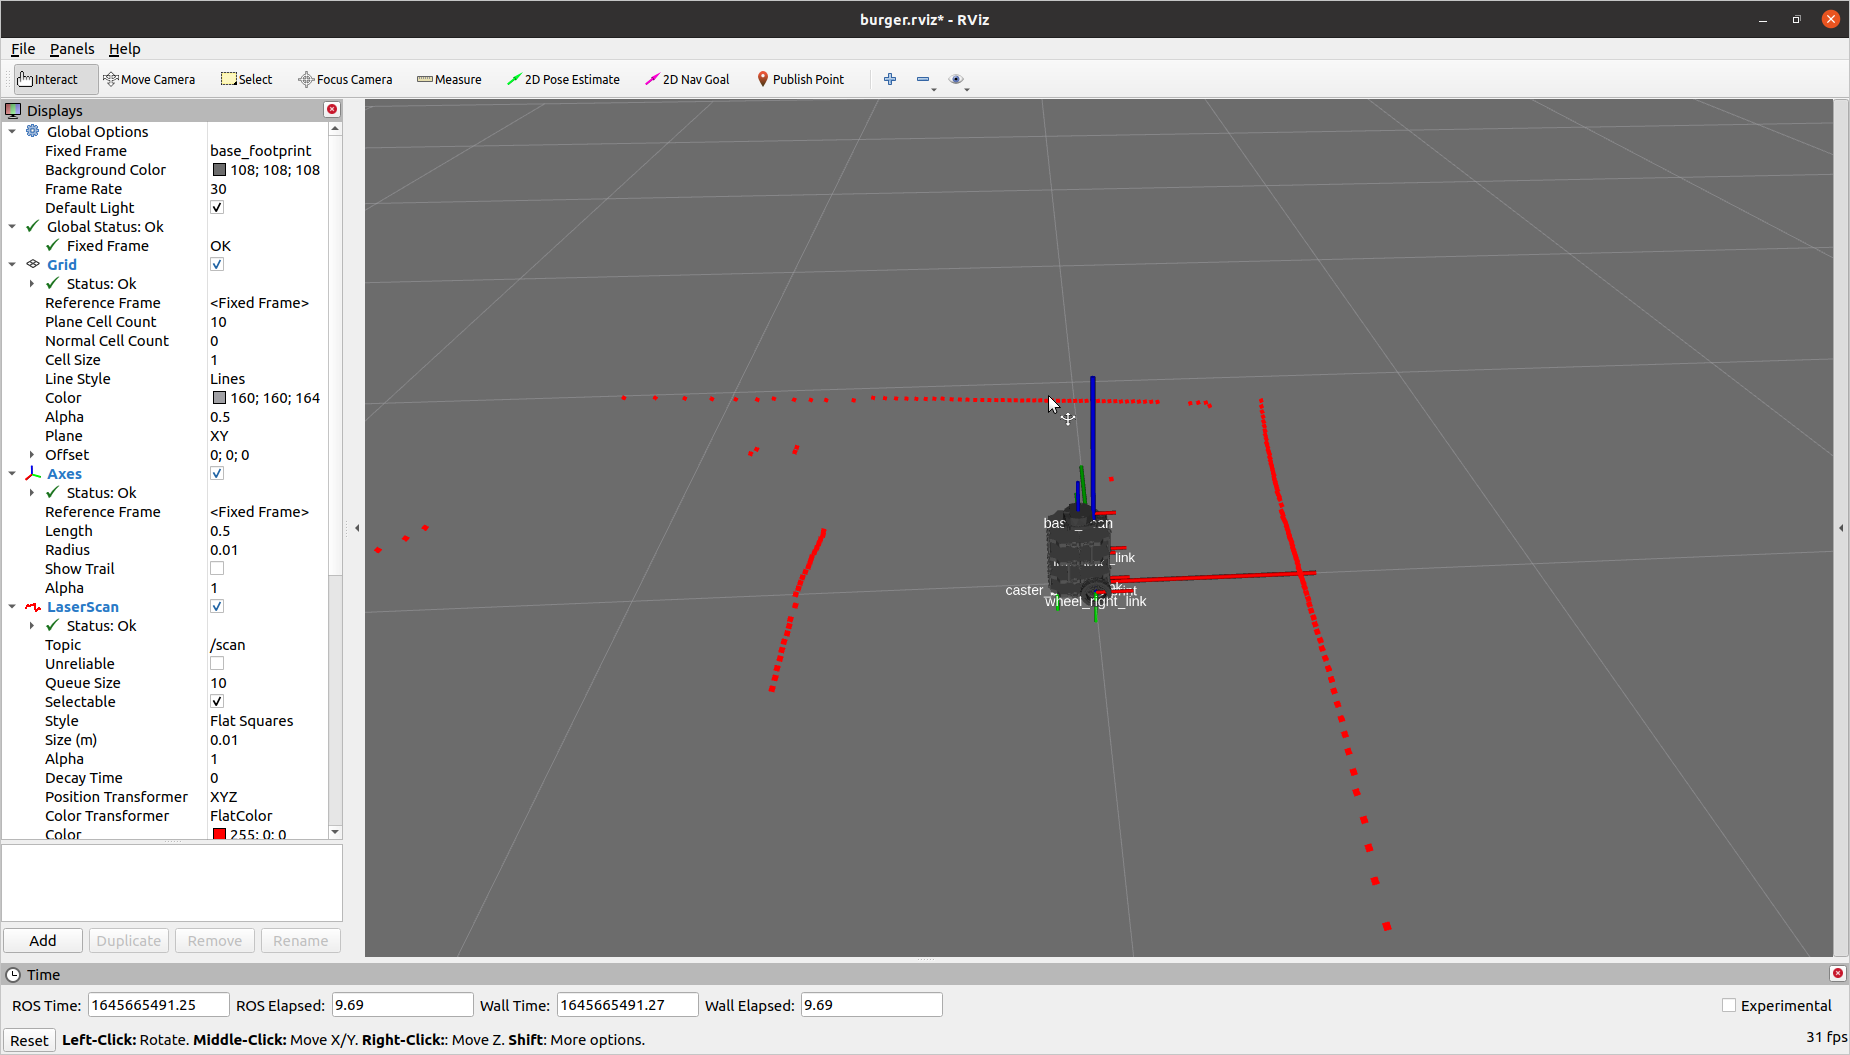 burger.rviz* - RViz
File Panels Help
Interact Move Camera Select Focus Camera Measure 2D Pose Estimate 2D Nav Goal Publish Point
Displays
Global Options
Fixed Frame base_footprint
Background Color 108; 108; 108
Frame Rate 30
Default Light
Global Status: Ok
Fixed Frame OK
Grid
Status: Ok
Reference Frame <Fixed Frame>
Plane Cell Count 10
Normal Cell Count 0
Cell Size 1
Line Style Lines
Color 160; 160; 164
Alpha 0.5
Plane XY
Offset 0; 0; 0
Axes
Status: Ok
Reference Frame <Fixed Frame>
Length 0.5
Radius 0.01
Show Trail
Alpha 1
LaserScan
Status: Ok
Topic /scan
Unreliable
Queue Size 10
Selectable
Style Flat Squares
Size (m) 0.01
Alpha 1
Decay Time 0
Position Transformer XYZ
Color Transformer FlatColor
Color 255; 0; 0
Add Duplicate Remove Rename
_link
caster_
wheel_right_link
Time
ROS Time: 1645665491.25 ROS Elapsed: 9.69 Wall Time: 1645665491.27 Wall Elapsed: 9.69 Experimental
Reset Left-Click: Rotate. Middle-Click: Move X/Y. Right-Click:: Move Z. Shift: More options. 31 fps